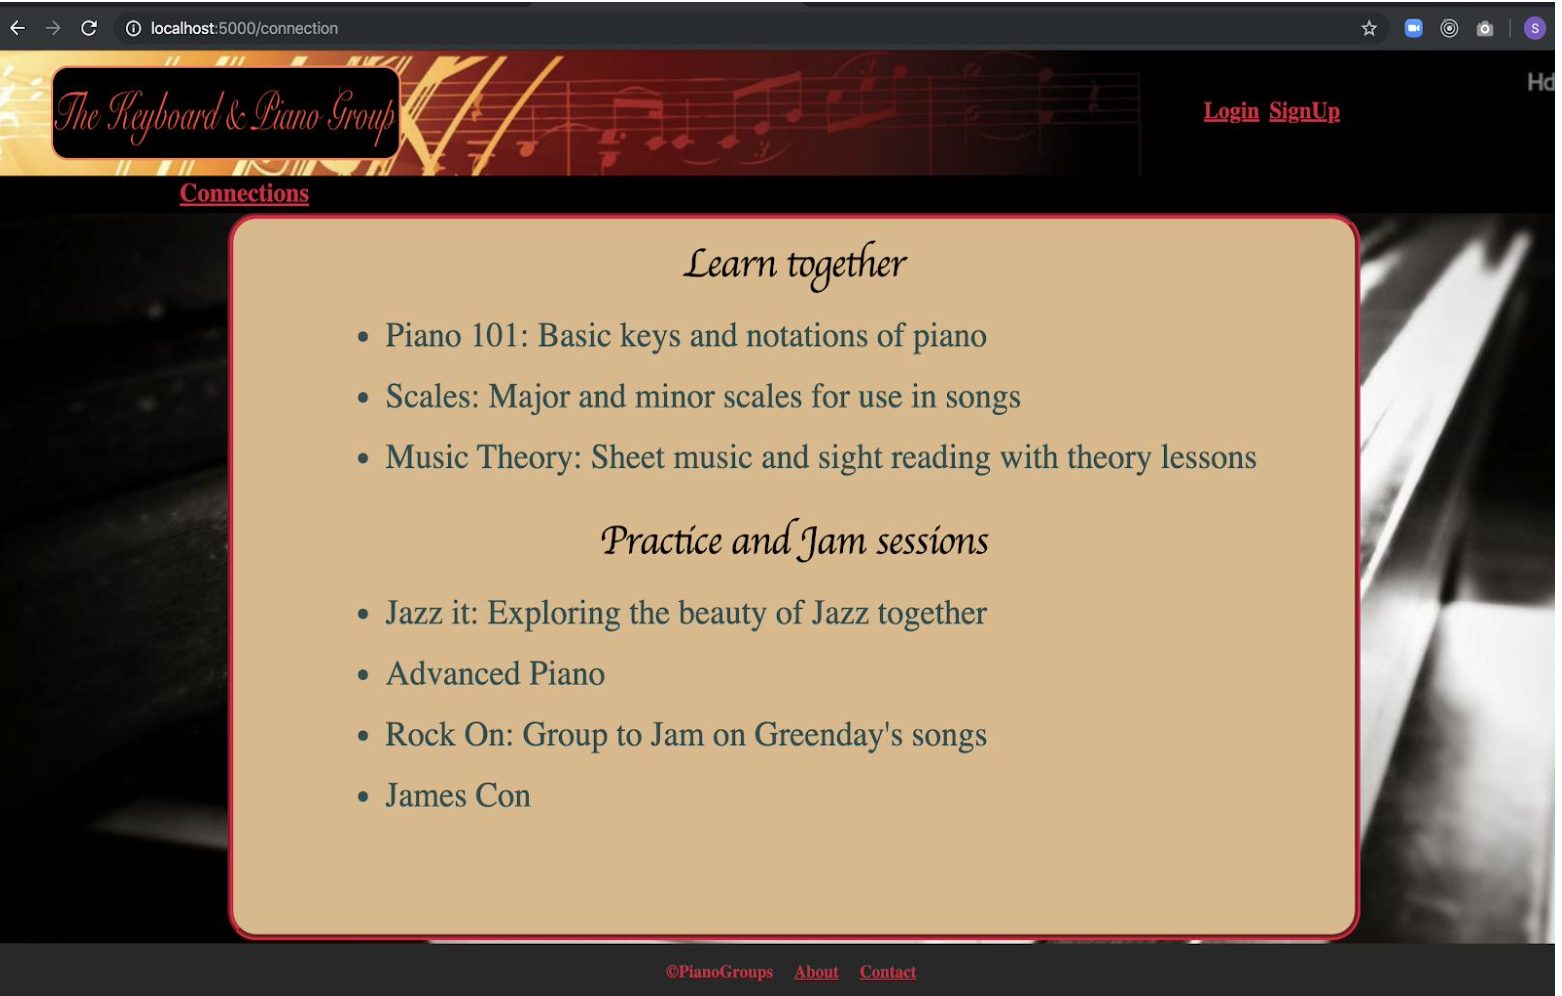 localhost:5000/connection
S
The Keyboard & Piano Group
Hd
Login SignUp
Connections
Learn together
Piano 101: Basic keys and notations of piano
Scales: Major and minor scales for use in songs
Music Theory: Sheet music and sight reading with theory lessons
Practice and Jam sessions
Jazz it: Exploring the beauty of Jazz together
Advanced Piano
Rock On: Group to Jam on Greenday's songs
James Con
©PianoGroups About Contact